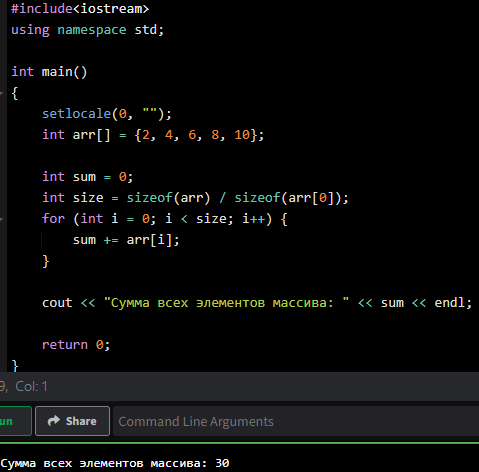 #include<iostream>
using namespace std;
int main()
{
setlocale(0, "");
int arr[] = {2, 4, 6, 8, 10};
int sum = 0;
int size = sizeof(arr) / sizeof(arr[0]);
for (int i = 0; i < size; i++) {
sum += arr[i];
}
cout << "Сумма всех элементов массива: " << sum << endl;
return 0;
}
9, Col: 1
un Share Command Line Arguments
Сумма всех элементов массива: 30